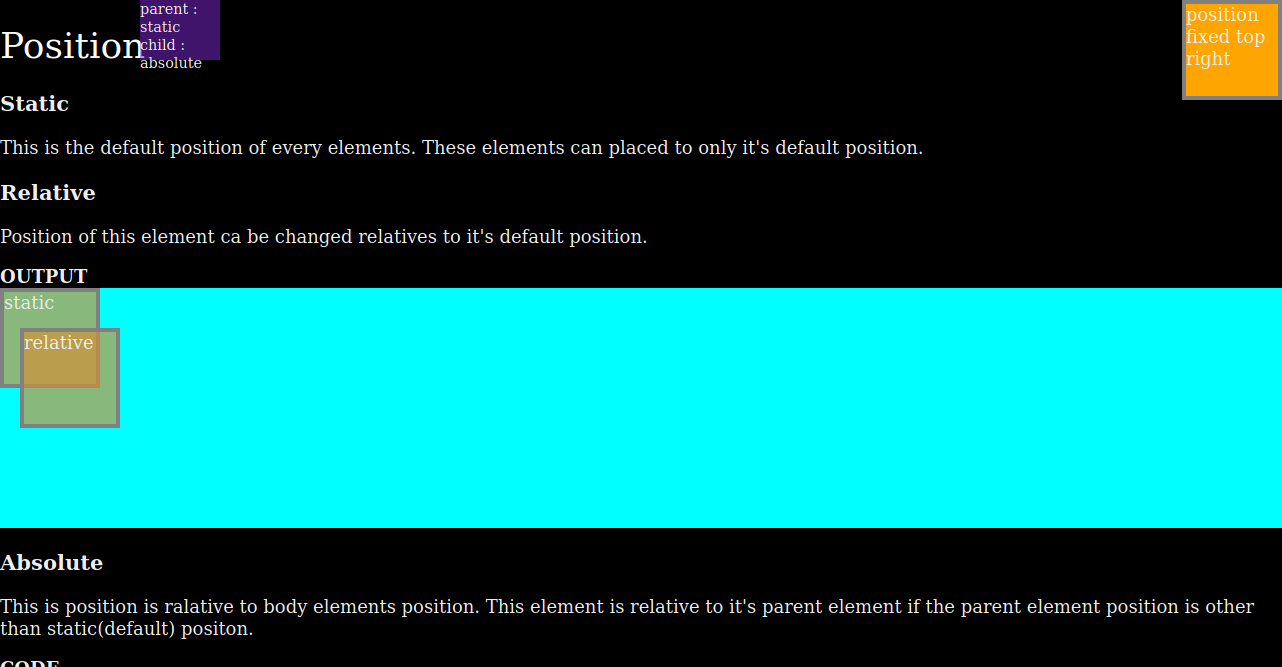 parent :
static
child :
absolute
Position
position
fixed top
right
Static
This is the default position of every elements. These elements can placed to only it's default position.
Relative
Position of this element ca be changed relatives to it's default position.
OUTPUT
static
relative
Absolute
This is position is ralative to body elements position. This element is relative to it's parent element if the parent element position is other
than static(default) positon.
CODE